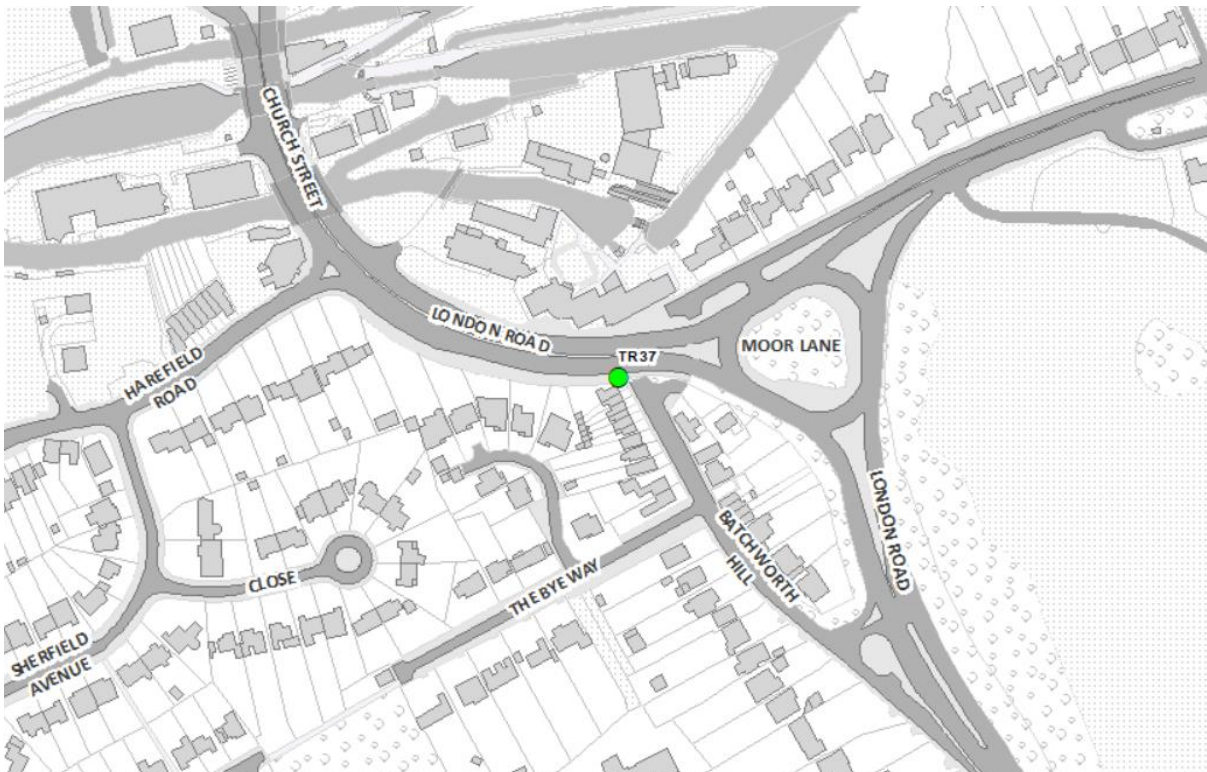 CHURCH STREET
LONDON ROAD
TR37
MOOR LANE
HAREFIELD
ROAD
LONDON ROAD
BATCHWORTH
HILL
THE BYE WAY
CLOSE
SHERFIELD
AVENUE